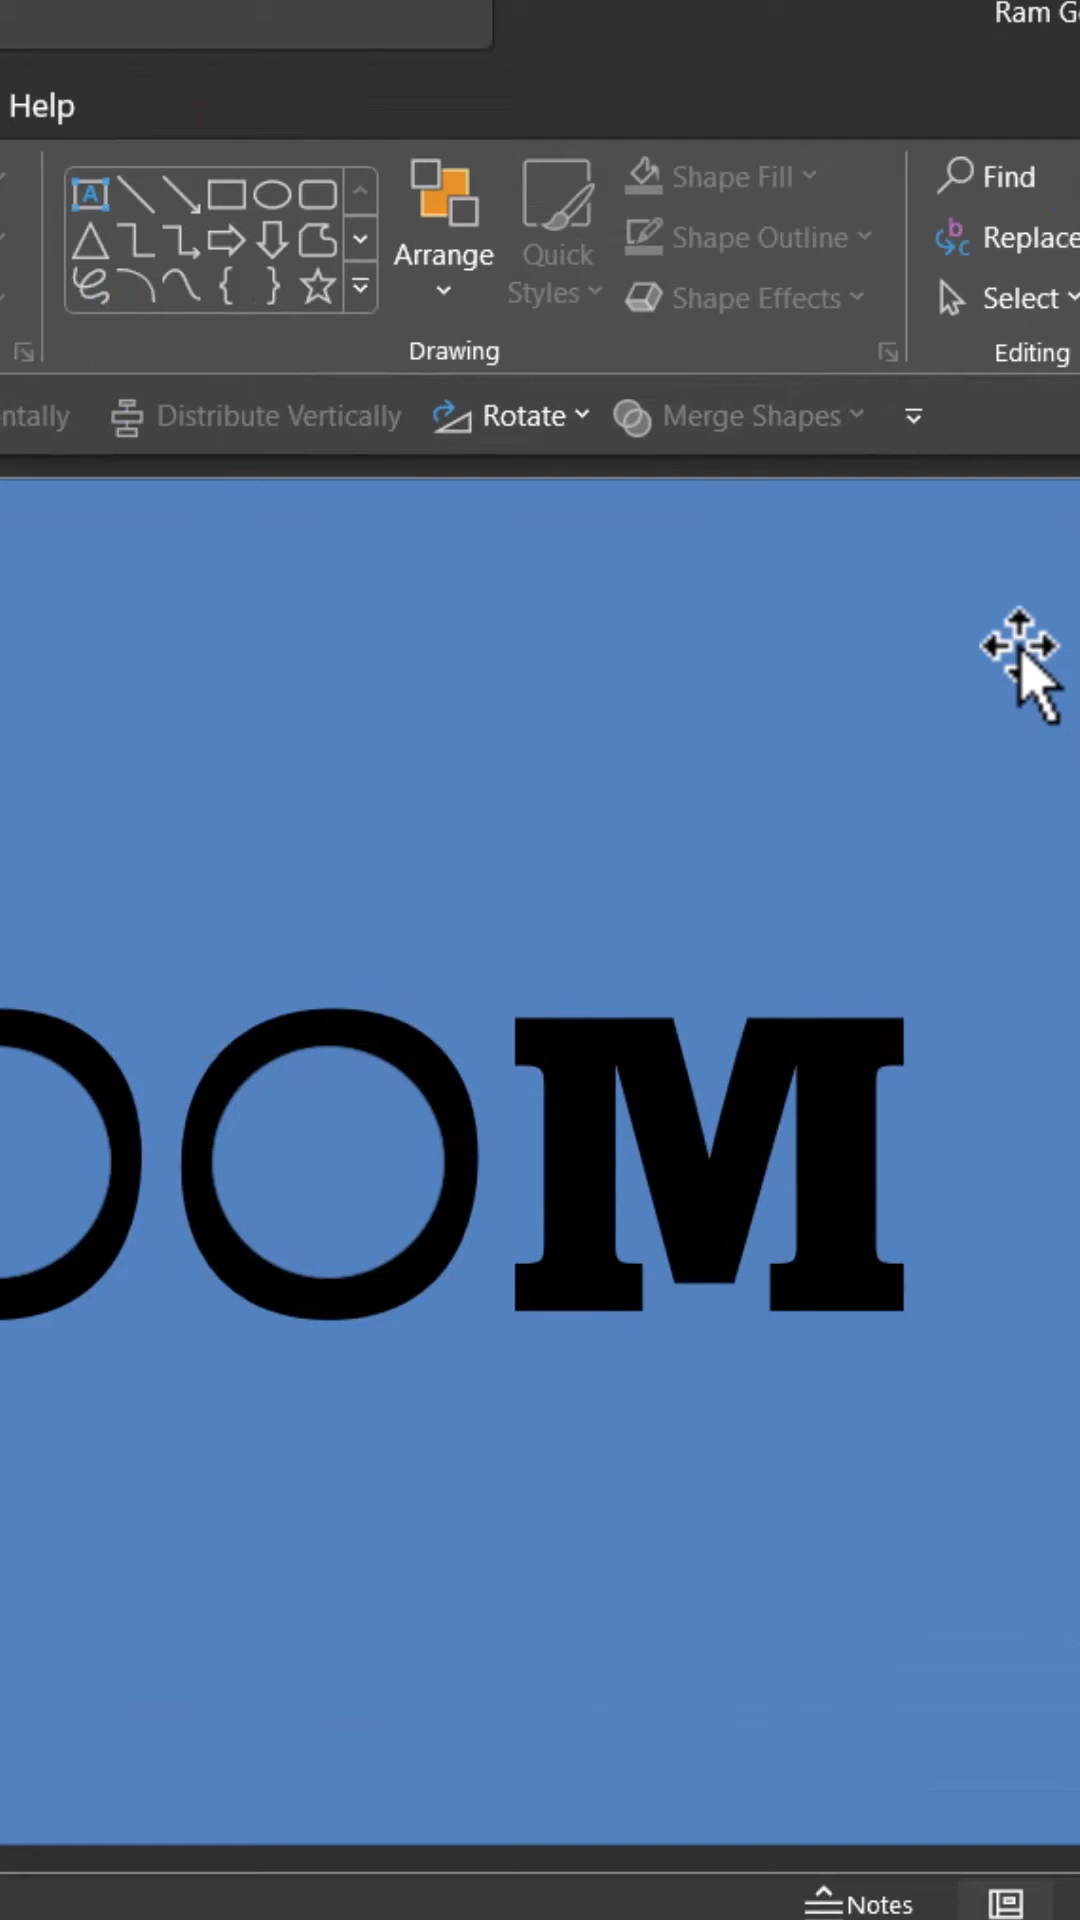 Ram G
Help
A
Arrange
Quick
Styles
Shape Fill
Shape Outline
Shape Effects
Find
Replace
Select
Drawing
Editing
ntally
Distribute Vertically
Rotate
Merge Shapes
OOM
Notes